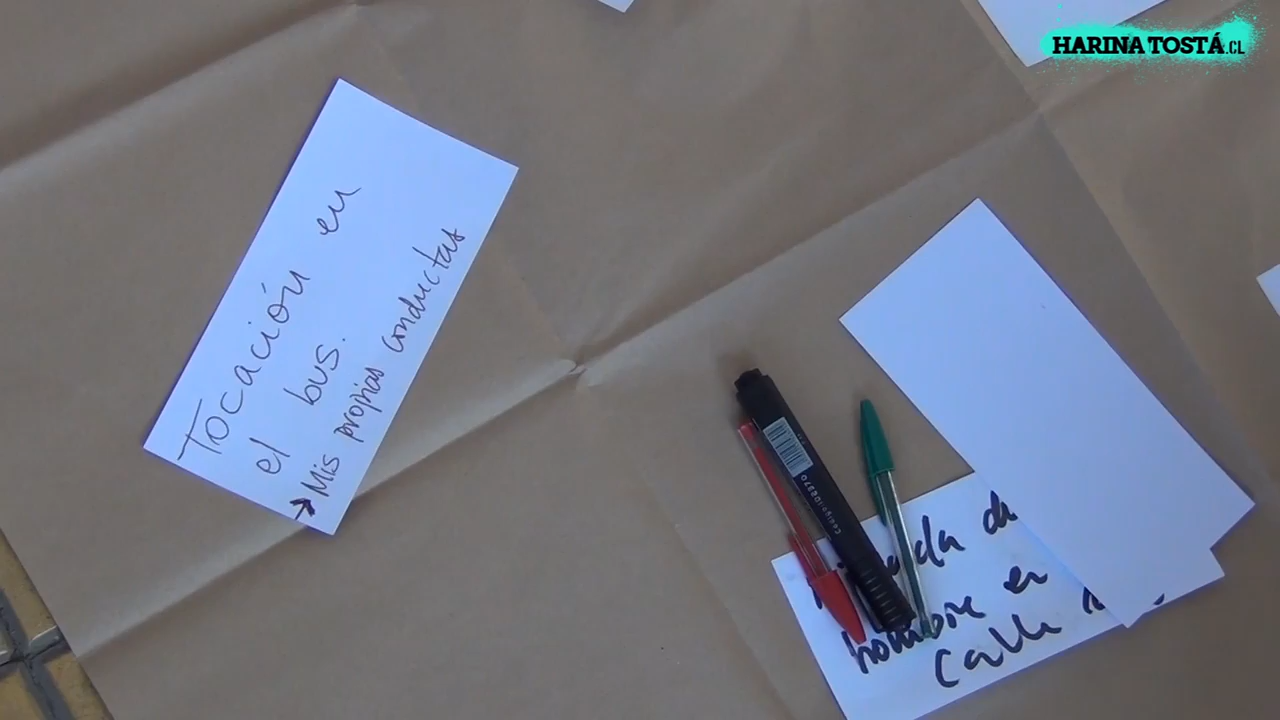 HARINA TOSTÁ.CL
Tocación en
el bus.
→ Mis propias conductas
hombre en
Calle